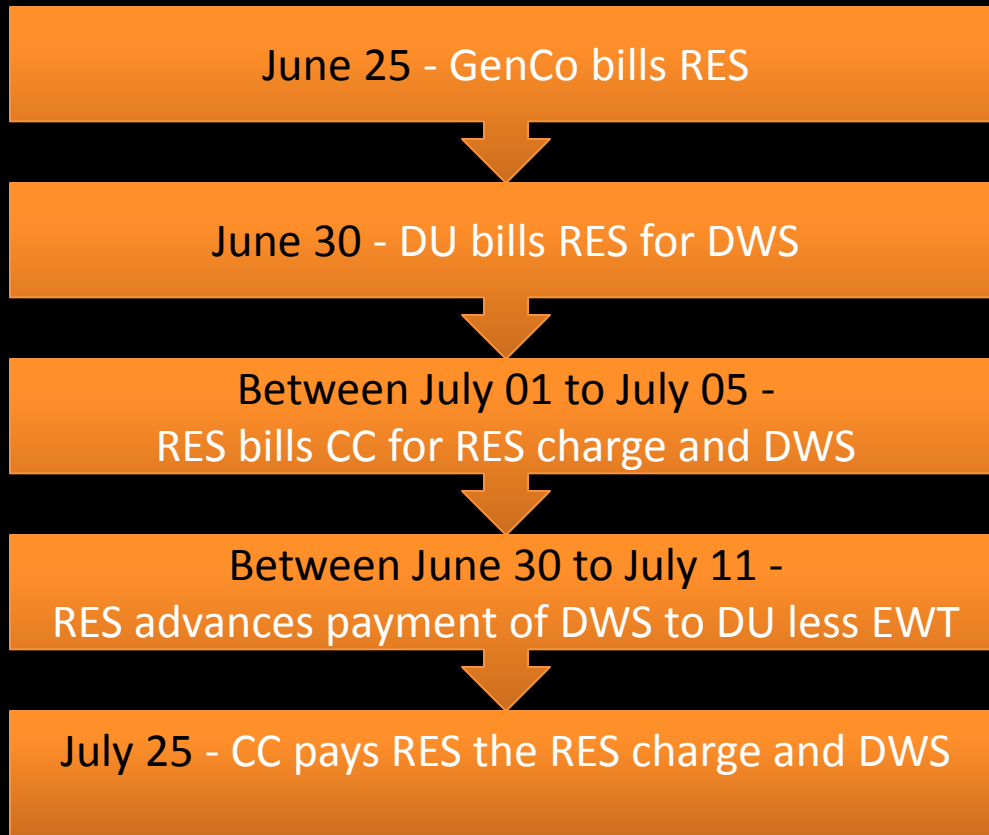 June 25 - GenCo bills RES
June 30 - DU bills RES for DWS
Between July 01 to July 05 -
RES bills CC for RES charge and DWS
Between June 30 to July 11 -
RES advances payment of DWS to DU less EWT
July 25 - CC pays RES the RES charge and DWS